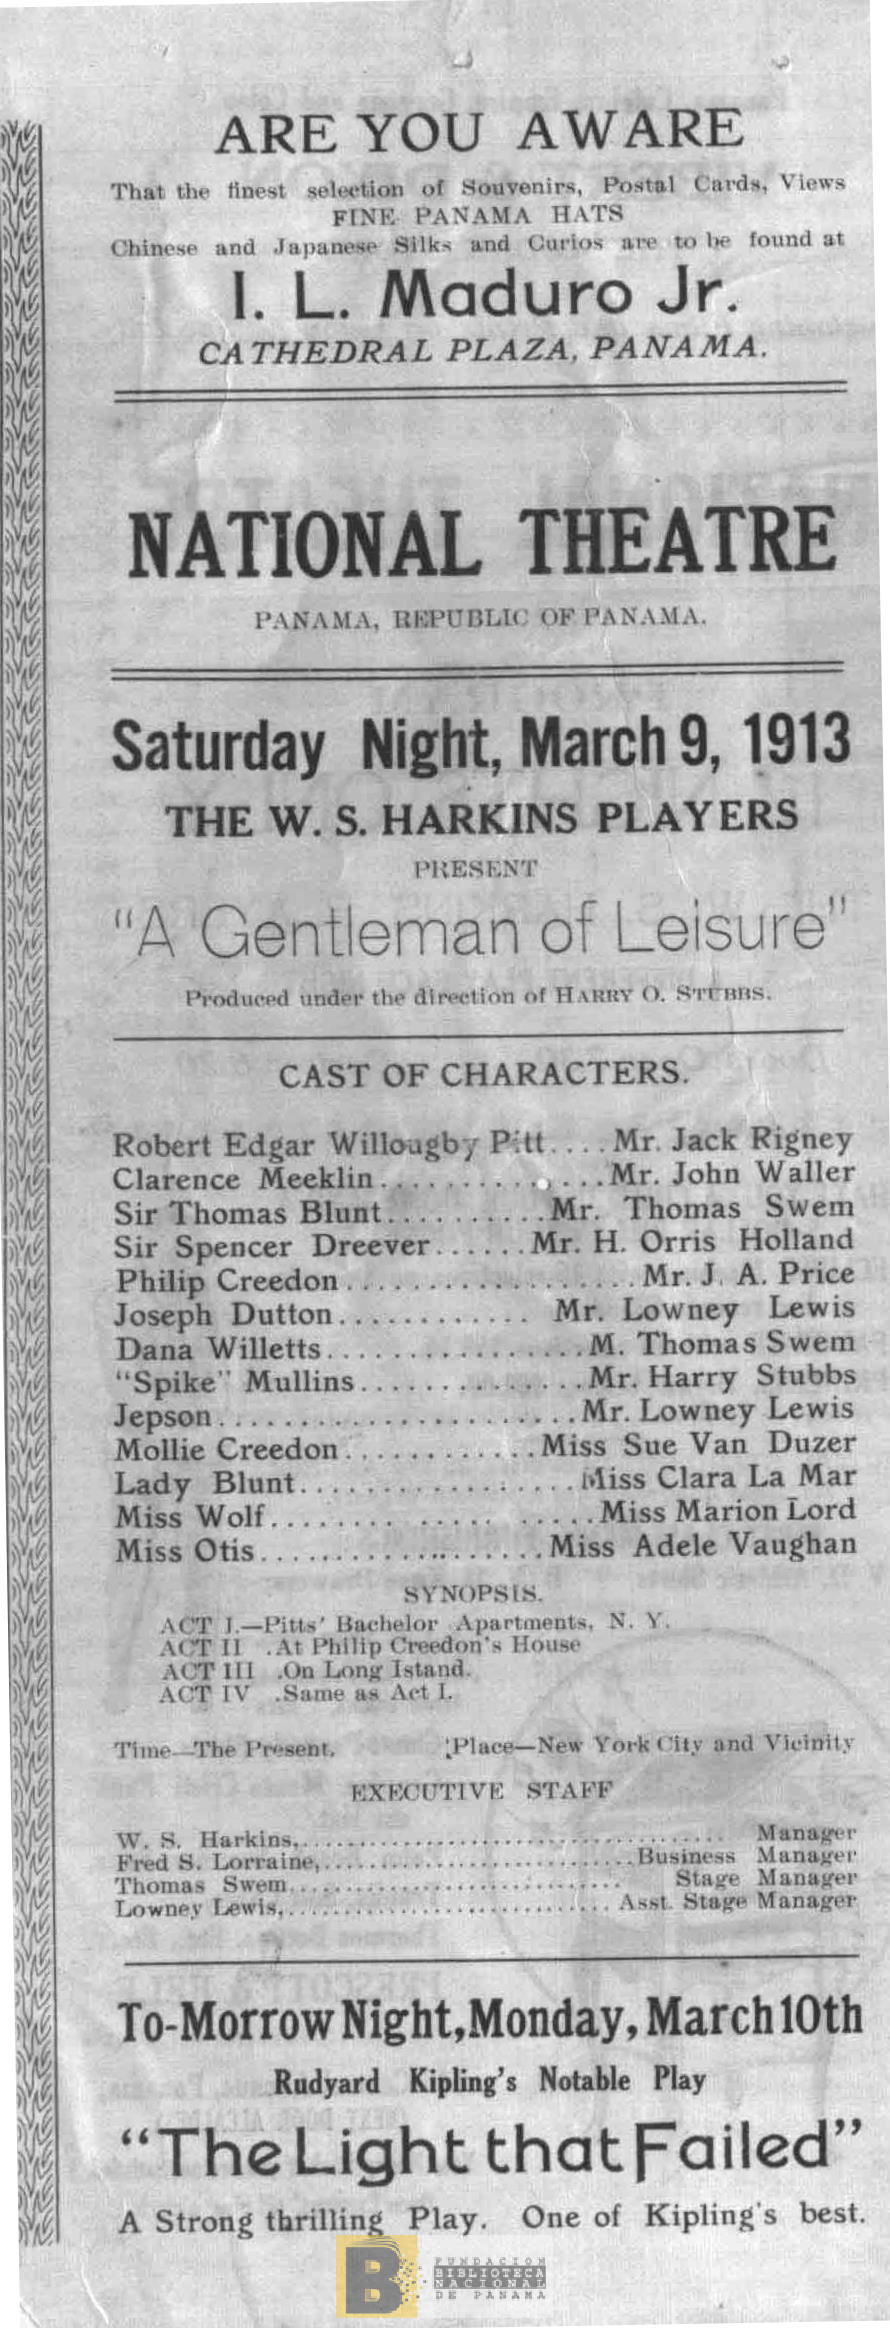 ARE YOU AWARE
That the finest selection of Souvenirs, Postal Cards, Views
FINE PANAMA HATS
Chinese and Japanese Silks and Curios are to be found at
I. L. Maduro Jr.
CATHEDRAL PLAZA, PANAMA.
NATIONAL THEATRE
PANAMA, REPUBLIC OF PANAMA.
Saturday Night, March 9, 1913
THE W. S. HARKINS PLAYERS
PRESENT
"A Gentleman of Leisure"
Produced under the direction of HARRY O. STUBBS.
CAST OF CHARACTERS.
Robert Edgar Willougby Pitt....Mr. Jack Rigney
Clarence Meeklin..............Mr. John Waller
Sir Thomas Blunt..........Mr. Thomas Swem
Sir Spencer Dreever......Mr. H. Orris Holland
Philip Creedon..................Mr. J. A. Price
Joseph Dutton............ Mr. Lowney Lewis
Dana Willetts................M. Thomas Swem
"Spike" Mullins..............Mr. Harry Stubbs
Jepson......................Mr. Lowney Lewis
Mollie Creedon............Miss Sue Van Duzer
Lady Blunt.................Miss Clara La Mar
Miss Wolf........ ..... .....Miss Marion Lord
Miss Otis...................Miss Adele Vaughan
SYNOPSIS.
ACT I.—Pitts' Bachelor Apartments, N. Y.
ACT II .At Philip Creedon's House
ACT III .On Long Istand.
ACT IV .Same as Act I.
Time—The Present, Place—New York City and Vicinity
EXECUTIVE STAFF
W. S. Harkins,...................................... Manager
Fred S. Lorraine,..............................Business Manager
Thomas Swem.............................. Stage Manager
Lowney Lewis,.............................. Asst. Stage Manager
To-Morrow Night, Monday, March 10th
Rudyard Kipling's Notable Play
"The Light that Failed"
A Strong thrilling Play. One of Kipling's best.
B
FUNDACION
BIBLIOTECA
NACIONAL
DE PANAMA